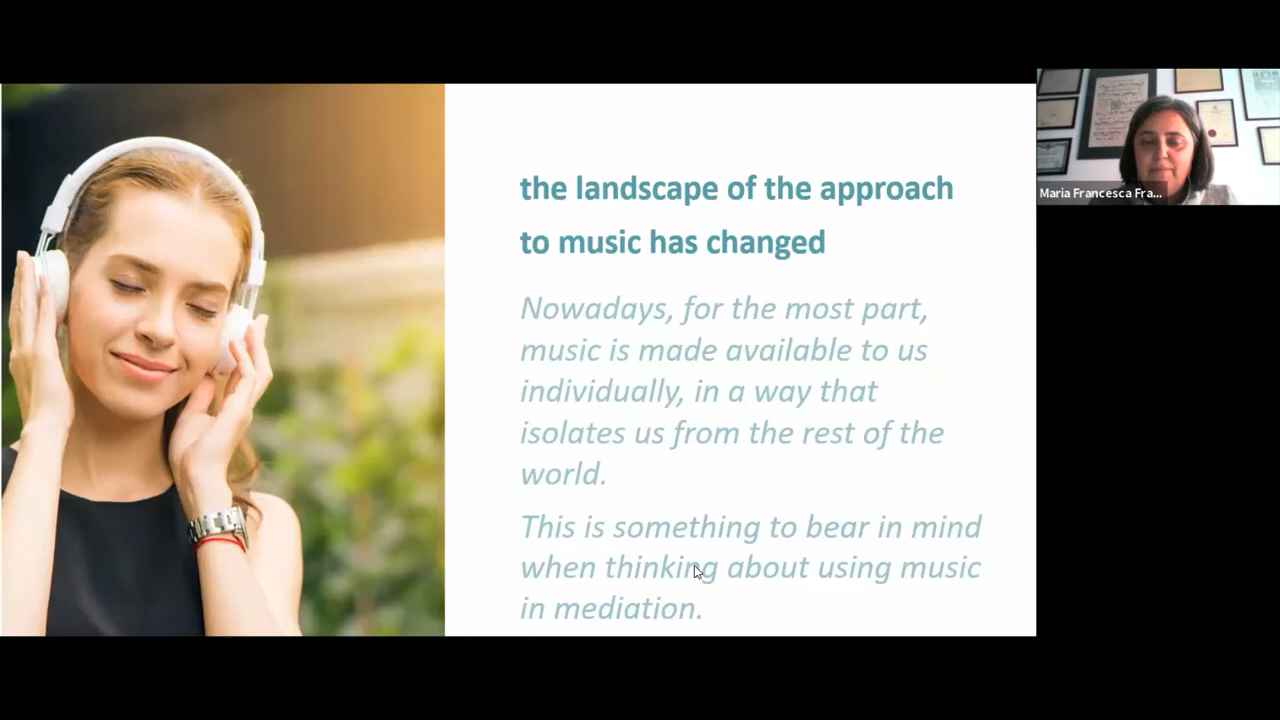 the landscape of the approach
to music has changed
Nowadays, for the most part,
music is made available to us
individually, in a way that
isolates us from the rest of the
world.
This is something to bear in mind
when thinking about using music
in mediation.
Maria Francesca Fra...